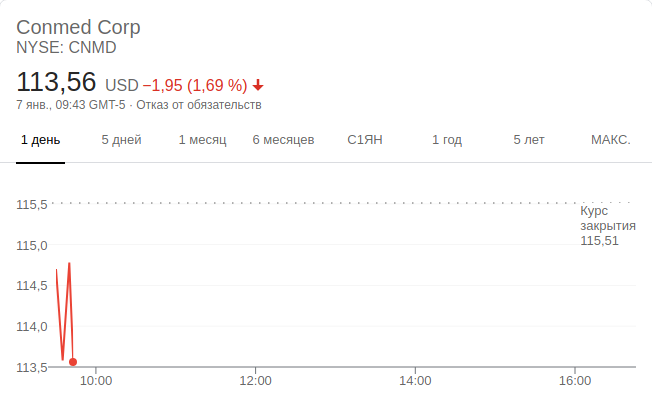 Conmed Corp
NYSE: CNMD
113,56 USD −1,95 (1,69 %)
7 янв., 09:43 GMT-5 · Отказ от обязательств
1 день 5 дней 1 месяц 6 месяцев С1ЯН 1 год 5 лет МАКС.
115,5
Курс
закрытия
115,0 115,51
114,5
114,0
113,5
10:00 12:00 14:00 16:00